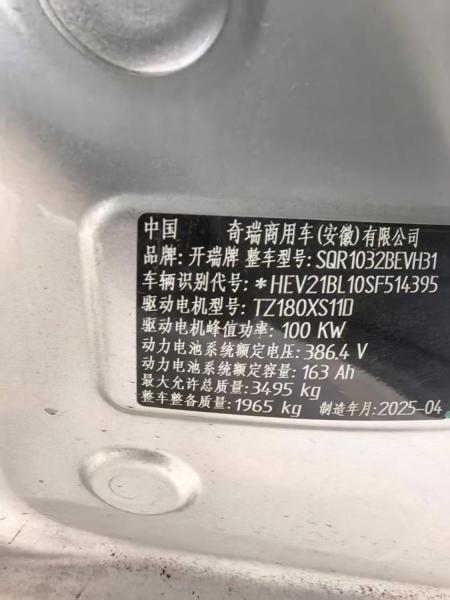 中国 奇瑞商用车(安徽)有限公司
品牌: 开瑞牌 整车型号: SQR1032BEVH31
车辆识别代号: *HEV21BL10SF514395
驱动电机型号: TZ180XS11D
驱动电机峰值功率: 100 KW
动力电池系统额定电压: 386.4 V
动力电池系统额定容量: 163 Ah
最大允许总质量: 3495 kg
整车整备质量: 1965 kg 制造年月: 2025-04